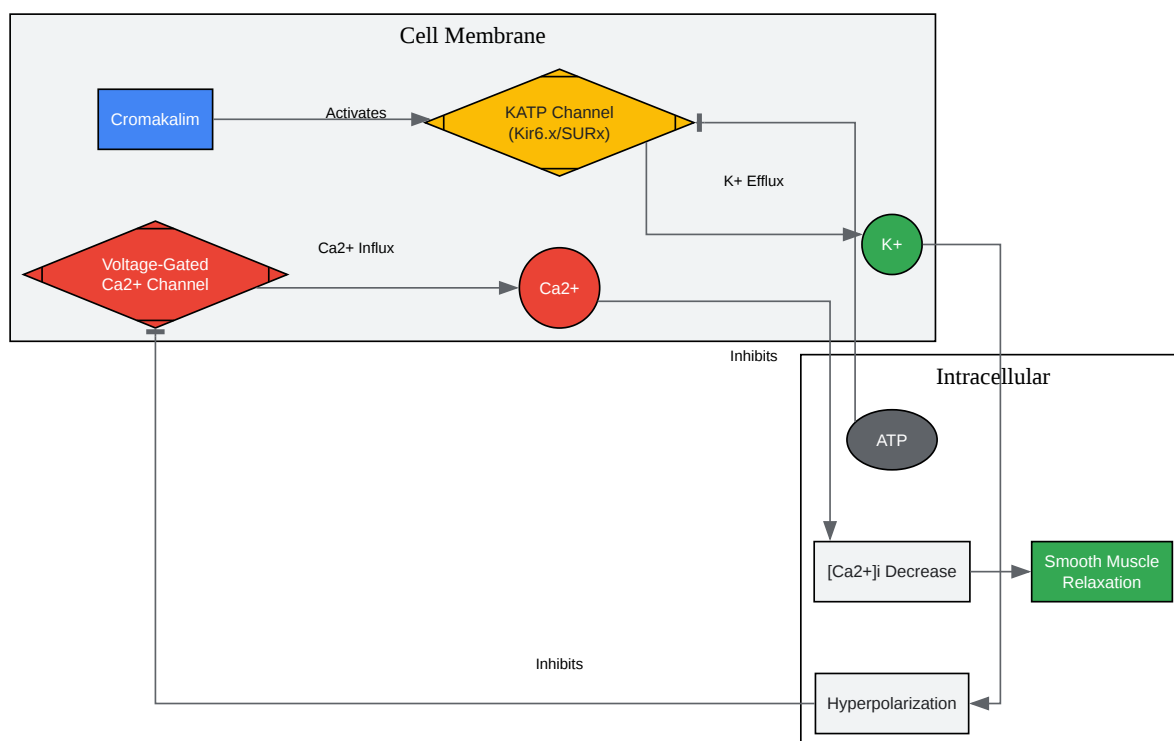 Cell Membrane
Cromakalim
Activates
KATP Channel
(Kir6.x/SURx)
K+ Efflux
Voltage-Gated
Ca2+ Channel
Ca2+ Influx
Ca2+
K+
Inhibits
Intracellular
ATP
[Ca2+]i Decrease
Smooth Muscle
Relaxation
Inhibits
Hyperpolarization